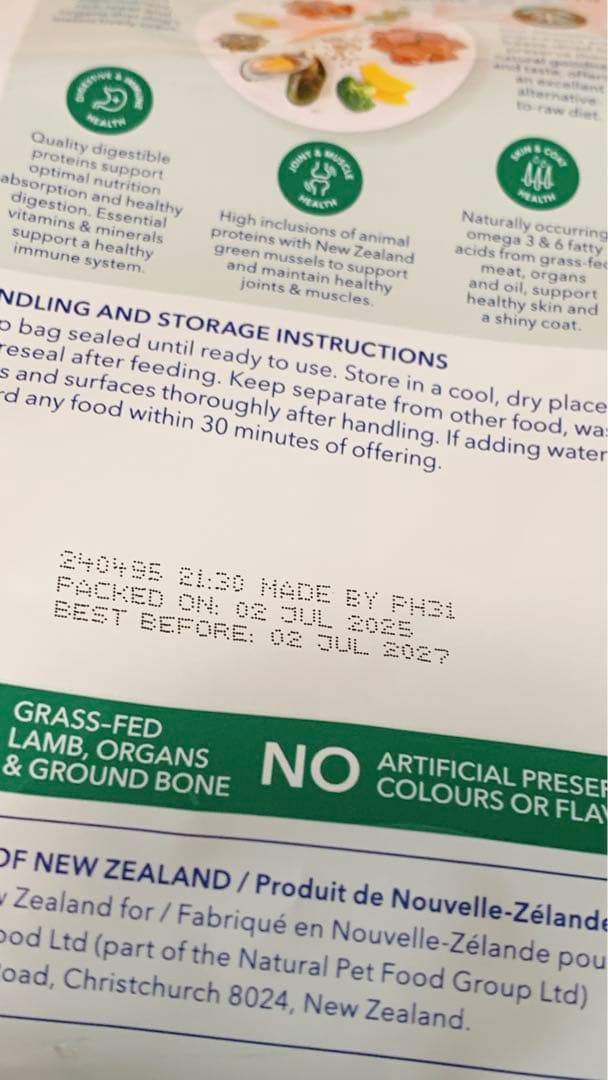 natural goodness
and taste, offers
an excellent
alternative
to-raw diet.
DIGESTIVE & IMMUNE
HEALTH
Quality digestible
proteins support
optimal nutrition
absorption and healthy
digestion. Essential
vitamins & minerals
support a healthy
immune system.
JOINT & MUSCLE
HEALTH
High inclusions of animal
proteins with New Zealand
green mussels to support
and maintain healthy
joints & muscles.
SKIN & COAT
HEALTH
Naturally occurring
omega 3 & 6 fatty
acids from grass-fed
meat, organs
and oil, support
healthy skin and
a shiny coat.
NDLING AND STORAGE INSTRUCTIONS
p bag sealed until ready to use. Store in a cool, dry place
reseal after feeding. Keep separate from other food, was
s and surfaces thoroughly after handling. If adding water
rd any food within 30 minutes of offering.
240495 21:30 MADE BY PH31
PACKED ON: 02 JUL 2025
BEST BEFORE: 02 JUL 2027
GRASS-FED
LAMB, ORGANS
& GROUND BONE
NO ARTIFICIAL PRESER
COLOURS OR FLAV
OF NEW ZEALAND / Produit de Nouvelle-Zélande
w Zealand for / Fabriqué en Nouvelle-Zélande pou
ood Ltd (part of the Natural Pet Food Group Ltd)
oad, Christchurch 8024, New Zealand.